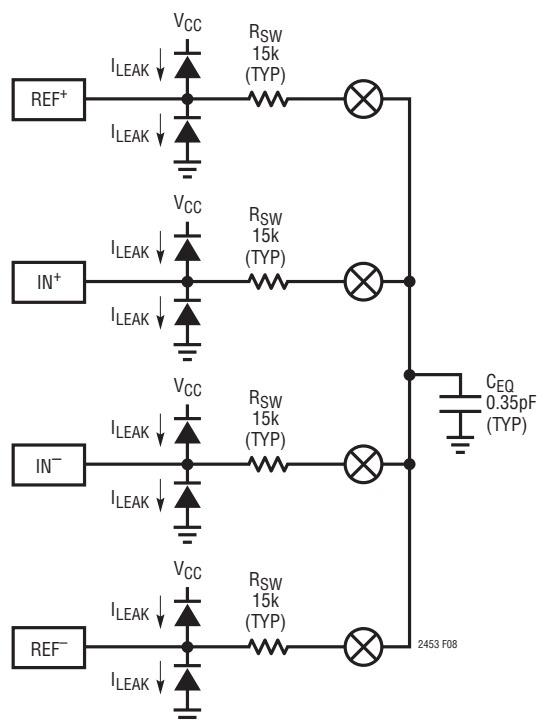 VCC
ILEAK
RSW
15k
(TYP)
REF+
ILEAK
VCC
ILEAK
RSW
15k
(TYP)
IN+
ILEAK
CEQ
0.35pF
(TYP)
VCC
ILEAK
RSW
15k
(TYP)
IN–
ILEAK
VCC
ILEAK
RSW
15k
(TYP)
REF–
ILEAK
2453 F08